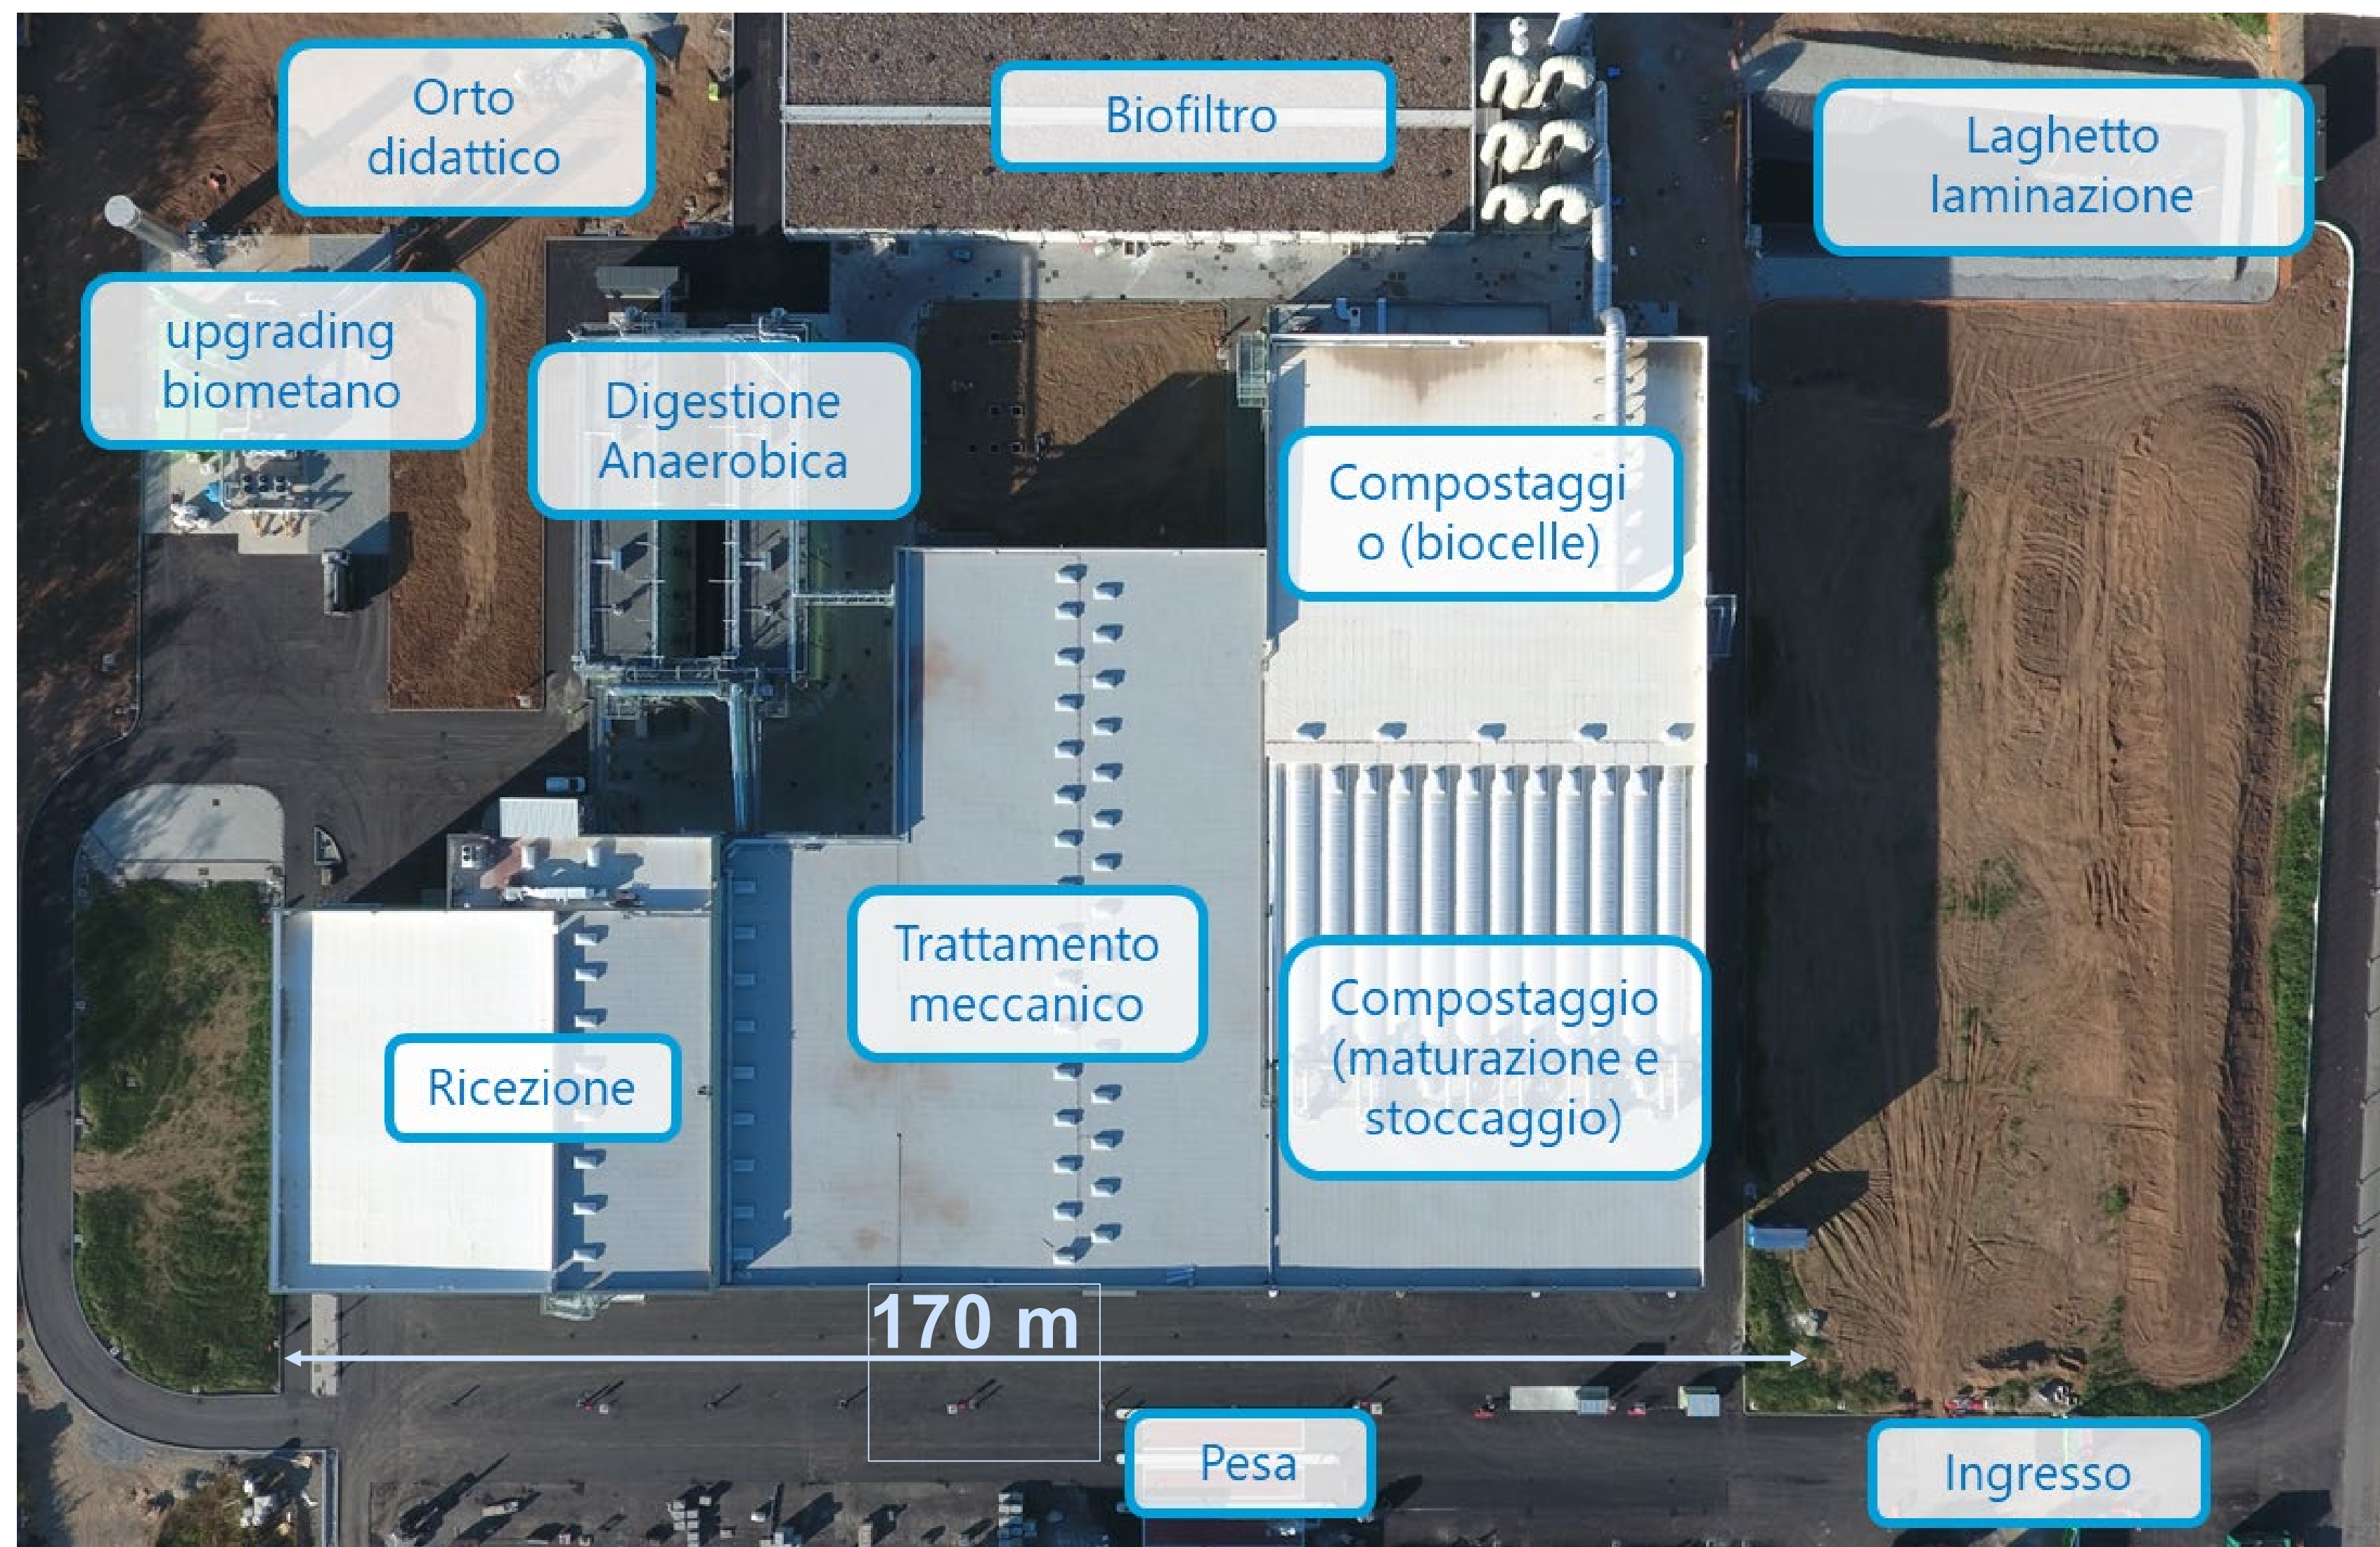 Orto
didattico
Biofiltro
Laghetto
laminazione
upgrading
biometano
Digestione
Anaerobica
Compostaggi
o (biocelle)
Trattamento
meccanico
Compostaggio
(maturazione e
stoccaggio)
Ricezione
170 m
Pesa
Ingresso